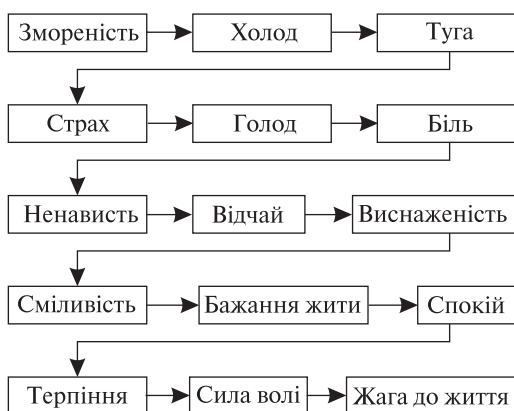 Змореність Холод Туга
Страх Голод Біль
Ненависть Відчай Виснаженість
Сміливість Бажання жити Спокій
Терпіння Сила волі Жага до життя